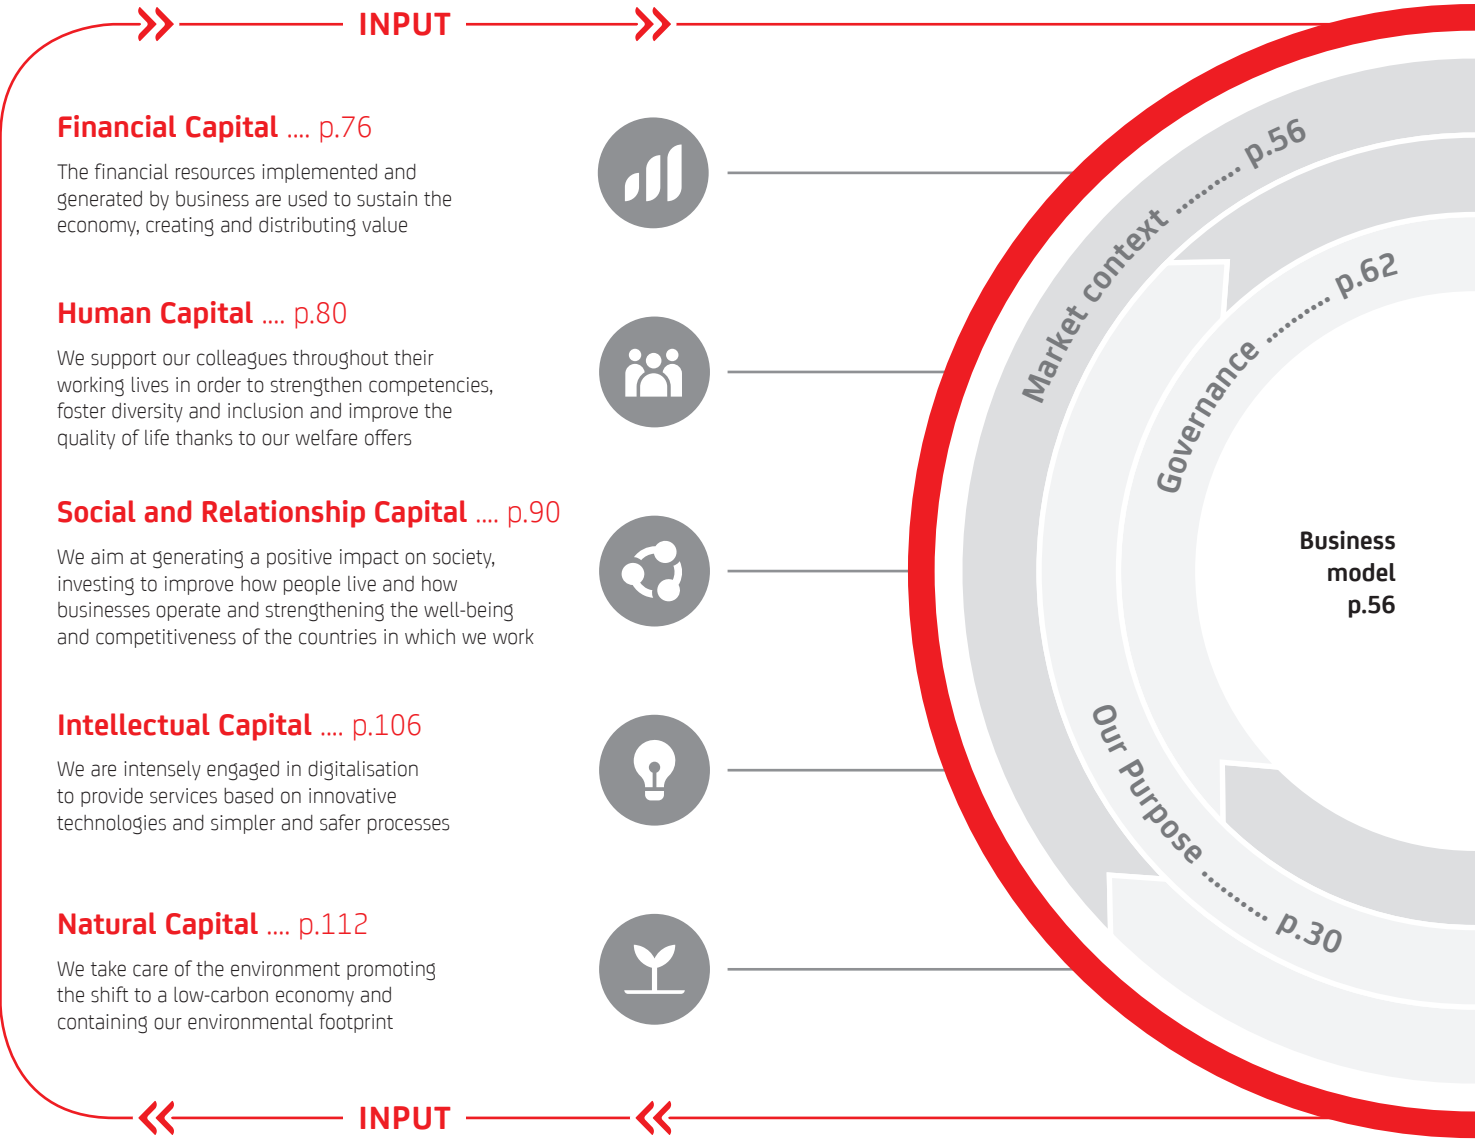 INPUT
Financial Capital .... p.76
The financial resources implemented and
generated by business are used to sustain the
economy, creating and distributing value
Human Capital .... p.80
We support our colleagues throughout their
working lives in order to strengthen competencies,
foster diversity and inclusion and improve the
quality of life thanks to our welfare offers
Social and Relationship Capital .... p.90
We aim at generating a positive impact on society,
investing to improve how people live and how
businesses operate and strengthening the well-being
and competitiveness of the countries in which we work
Intellectual Capital .... p.106
We are intensely engaged in digitalisation
to provide services based on innovative
technologies and simpler and safer processes
Natural Capital .... p.112
We take care of the environment promoting
the shift to a low-carbon economy and
containing our environmental footprint
INPUT
Market context .......... p.56
Governance .......... p.62
Our Purpose .......... p.30
Business
model
p.56